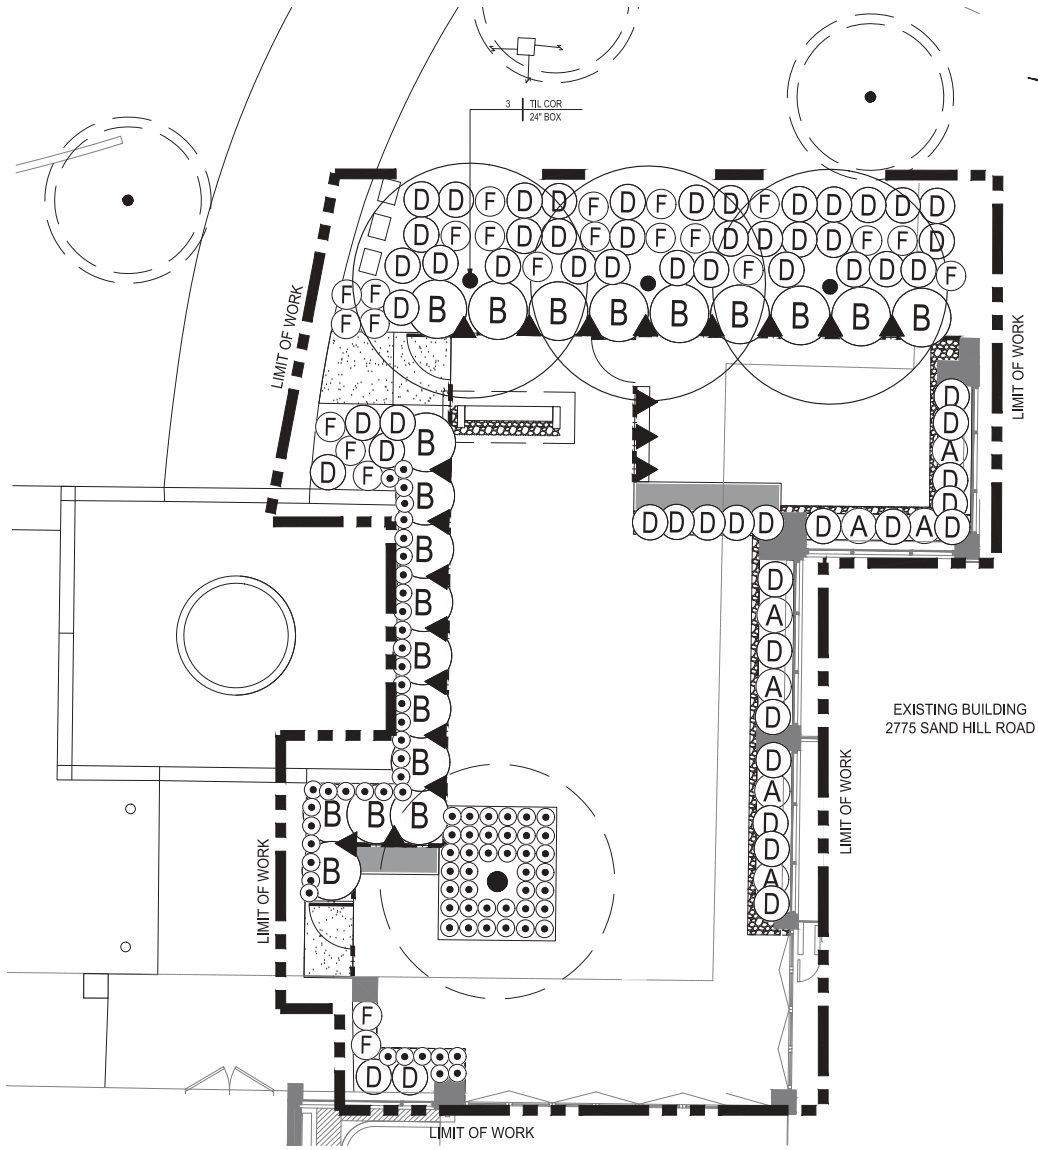 3 TIL COR
24" BOX
D D F D D F D F D D F D D D D D
D F F D D F D F F D D D D F F D
D D D F D D D D F D D D D F
F F
F F D B B B B B B B B B
LIMIT OF WORK
LIMIT OF WORK
F D D B
F D
D F
B
B
B
B
B
B
B B B
B
D
D
A
D
D
D D D D D
D A D A D
D
A
D
A
D
D
A
D
D
A
D
EXISTING BUILDING
2775 SAND HILL ROAD
LIMIT OF WORK
LIMIT OF WORK
F
F
D D
LIMIT OF WORK